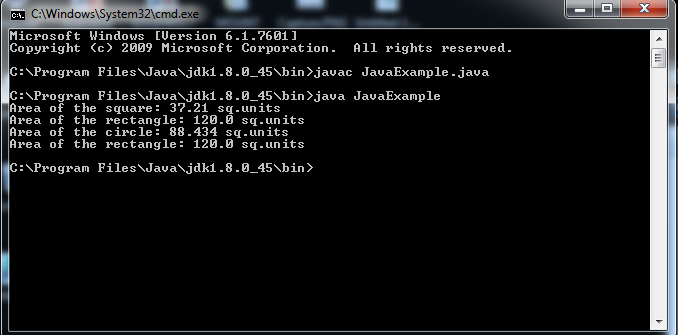 C:\Windows\System32\cmd.exe
Microsoft Windows [Version 6.1.7601]
Copyright (c) 2009 Microsoft Corporation.  All rights reserved.
C:\Program Files\Java\jdk1.8.0_45\bin>javac JavaExample.java
C:\Program Files\Java\jdk1.8.0_45\bin>java JavaExample
Area of the square: 37.21 sq.units
Area of the rectangle: 120.0 sq.units
Area of the circle: 88.434 sq.units
Area of the rectangle: 120.0 sq.units
C:\Program Files\Java\jdk1.8.0_45\bin>